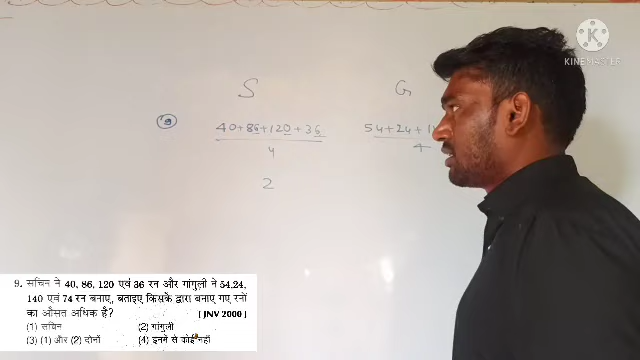 KINEMASTER
S G
9 40+86+120+36 54+24+1
4 4
2
9. सचिन ने 40, 86, 120 एवं 36 रन और गांगुली ने 54,24,
140 एवं 74 रन बनाए, बताइए किसके द्वारा बनाए गए रनों
का औसत अधिक है? [JNV 2000]
(1) सचिन (2) गांगुली
(3) (1) और (2) दोनों (4) इनमे से कोई नहीं